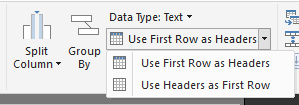 Data Type: Text
Split
Column
Group
By
Use First Row as Headers
Use First Row as Headers
Use Headers as First Row